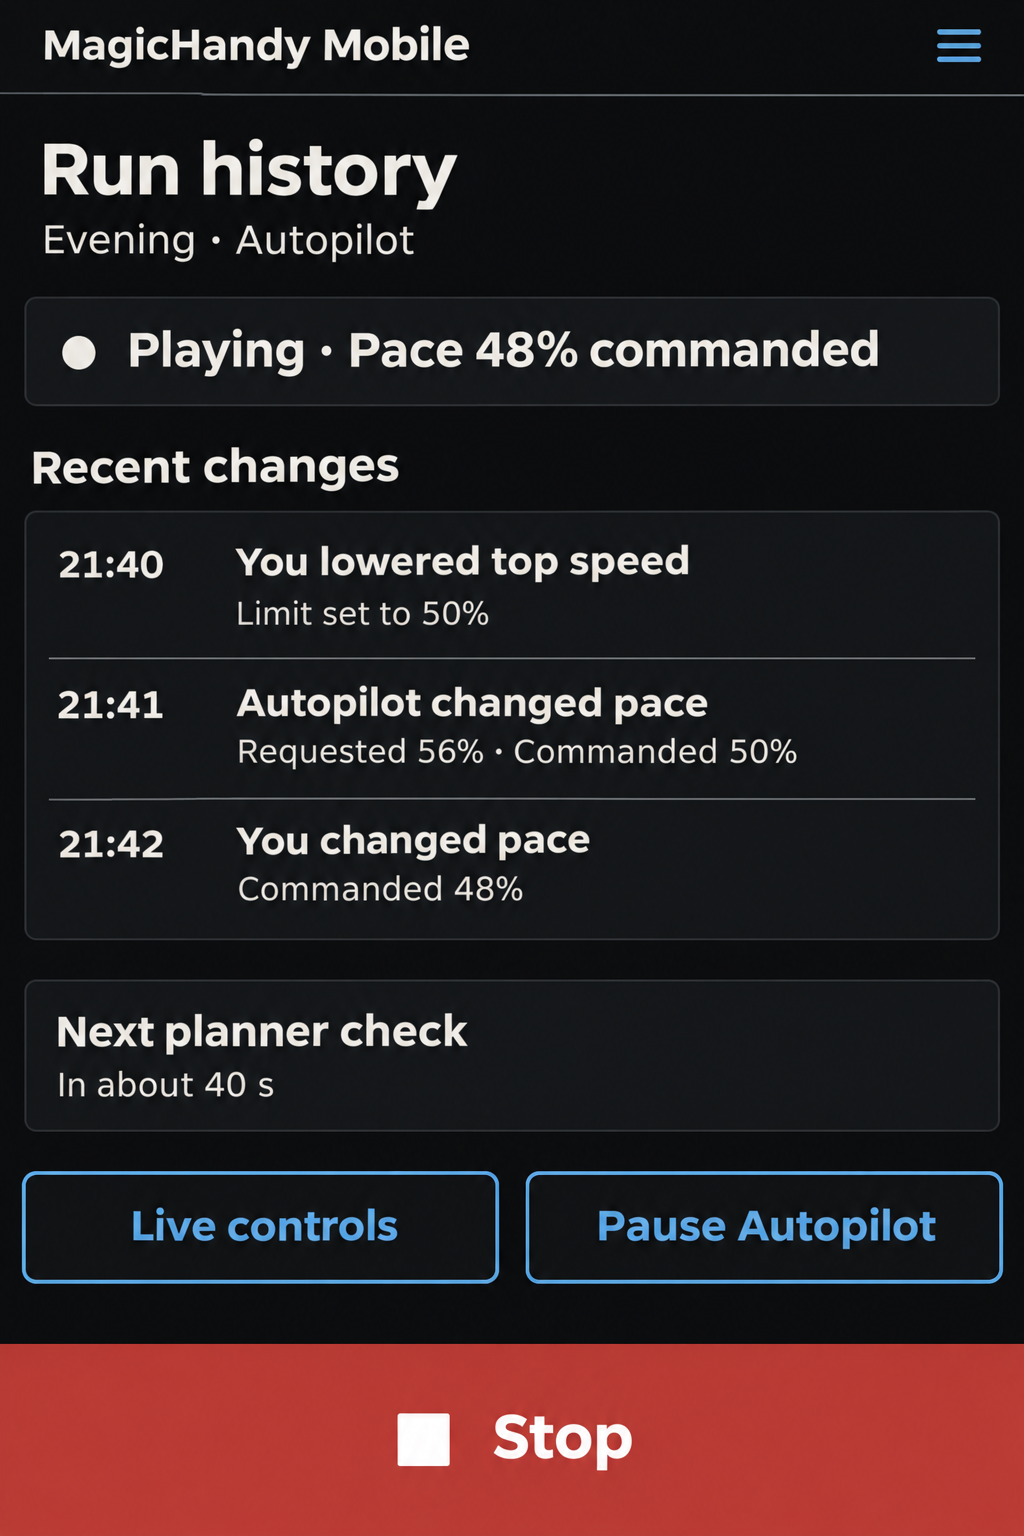 MagicHandy Mobile
Run history
Evening • Autopilot
Playing • Pace 48% commanded
Recent changes
21:40
You lowered top speed
Limit set to 50%
21:41
Autopilot changed pace
Requested 56% • Commanded 50%
21:42
You changed pace
Commanded 48%
Next planner check
In about 40 s
Live controls
Pause Autopilot
Stop